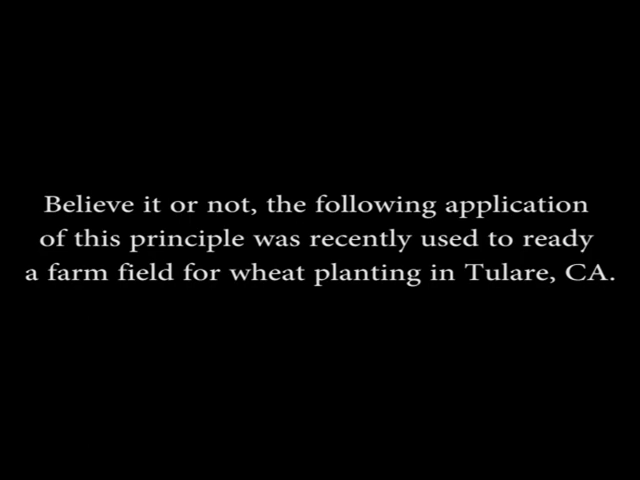 Believe it or not, the following application
of this principle was recently used to ready
a farm field for wheat planting in Tulare, CA.